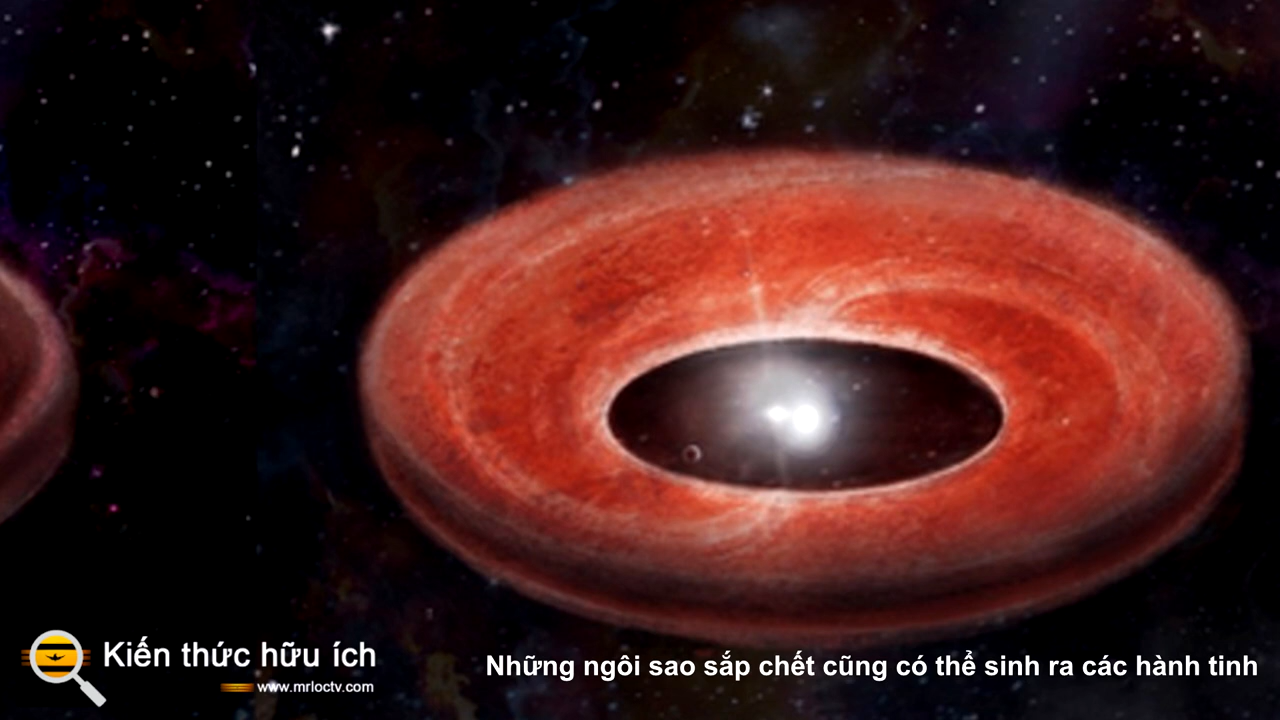 Kiến thức hữu ích
www.mrloctv.com
Những ngôi sao sắp chết cũng có thể sinh ra các hành tinh